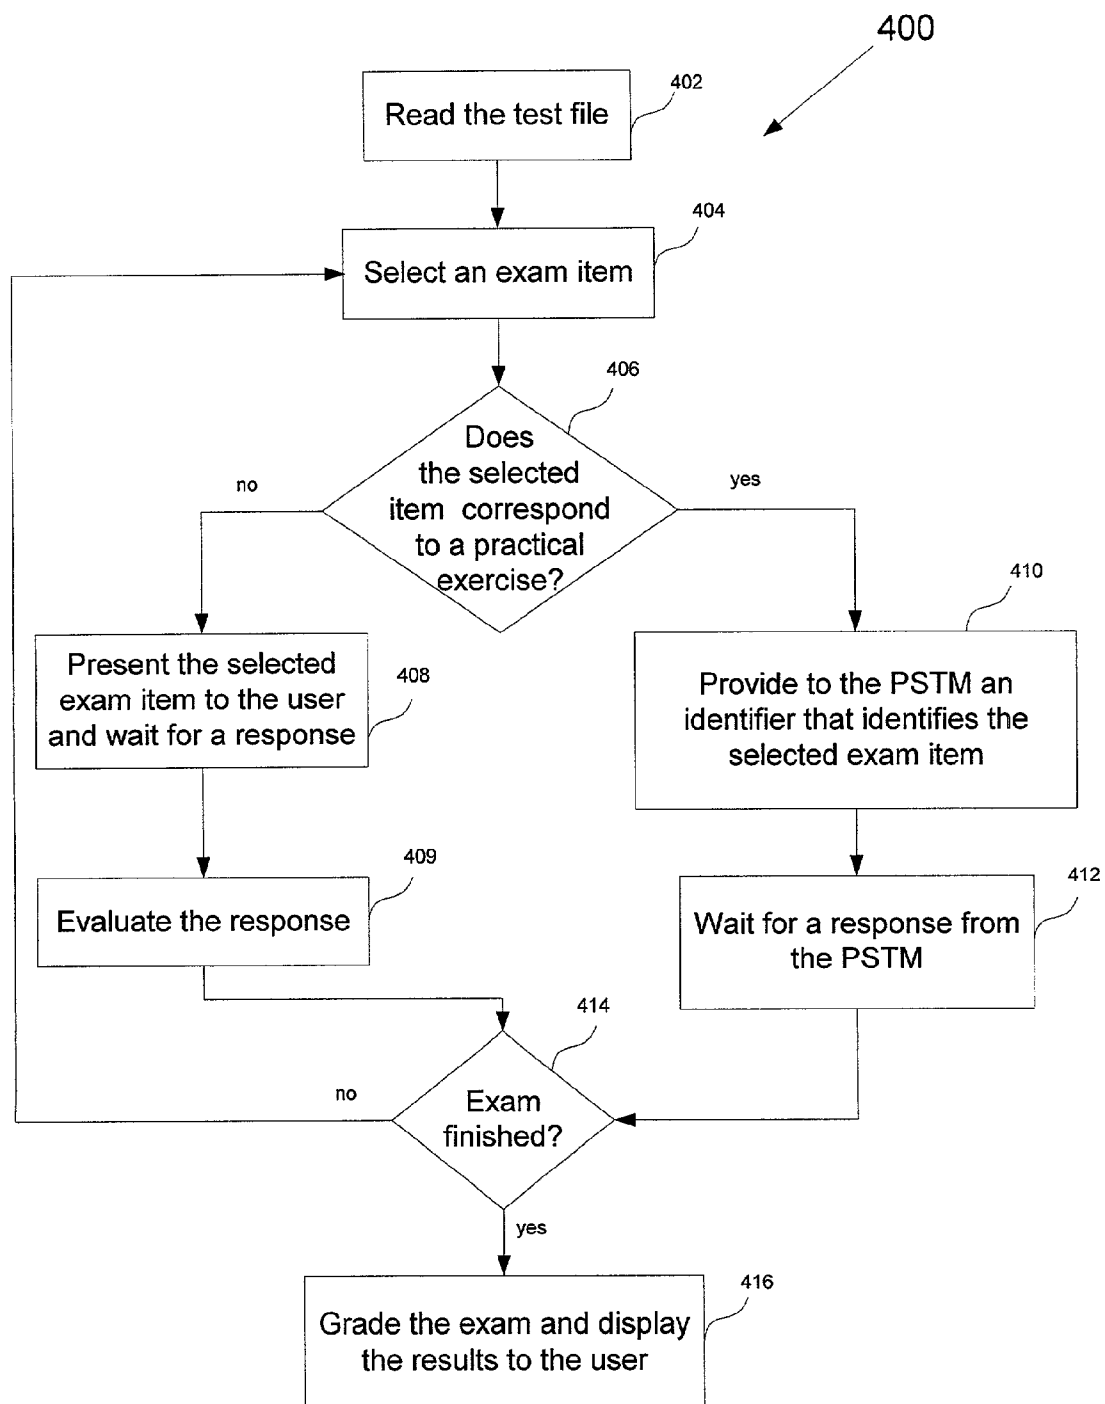 400
402
Read the test file
404
Select an exam item
406
Does
the selected
item correspond
to a practical
exercise?
no
yes
408
Present the selected
exam item to the user
and wait for a response
410
Provide to the PSTM an
identifier that identifies the
selected exam item
409
Evaluate the response
412
Wait for a response from
the PSTM
414
Exam
finished?
no
yes
416
Grade the exam and display
the results to the user